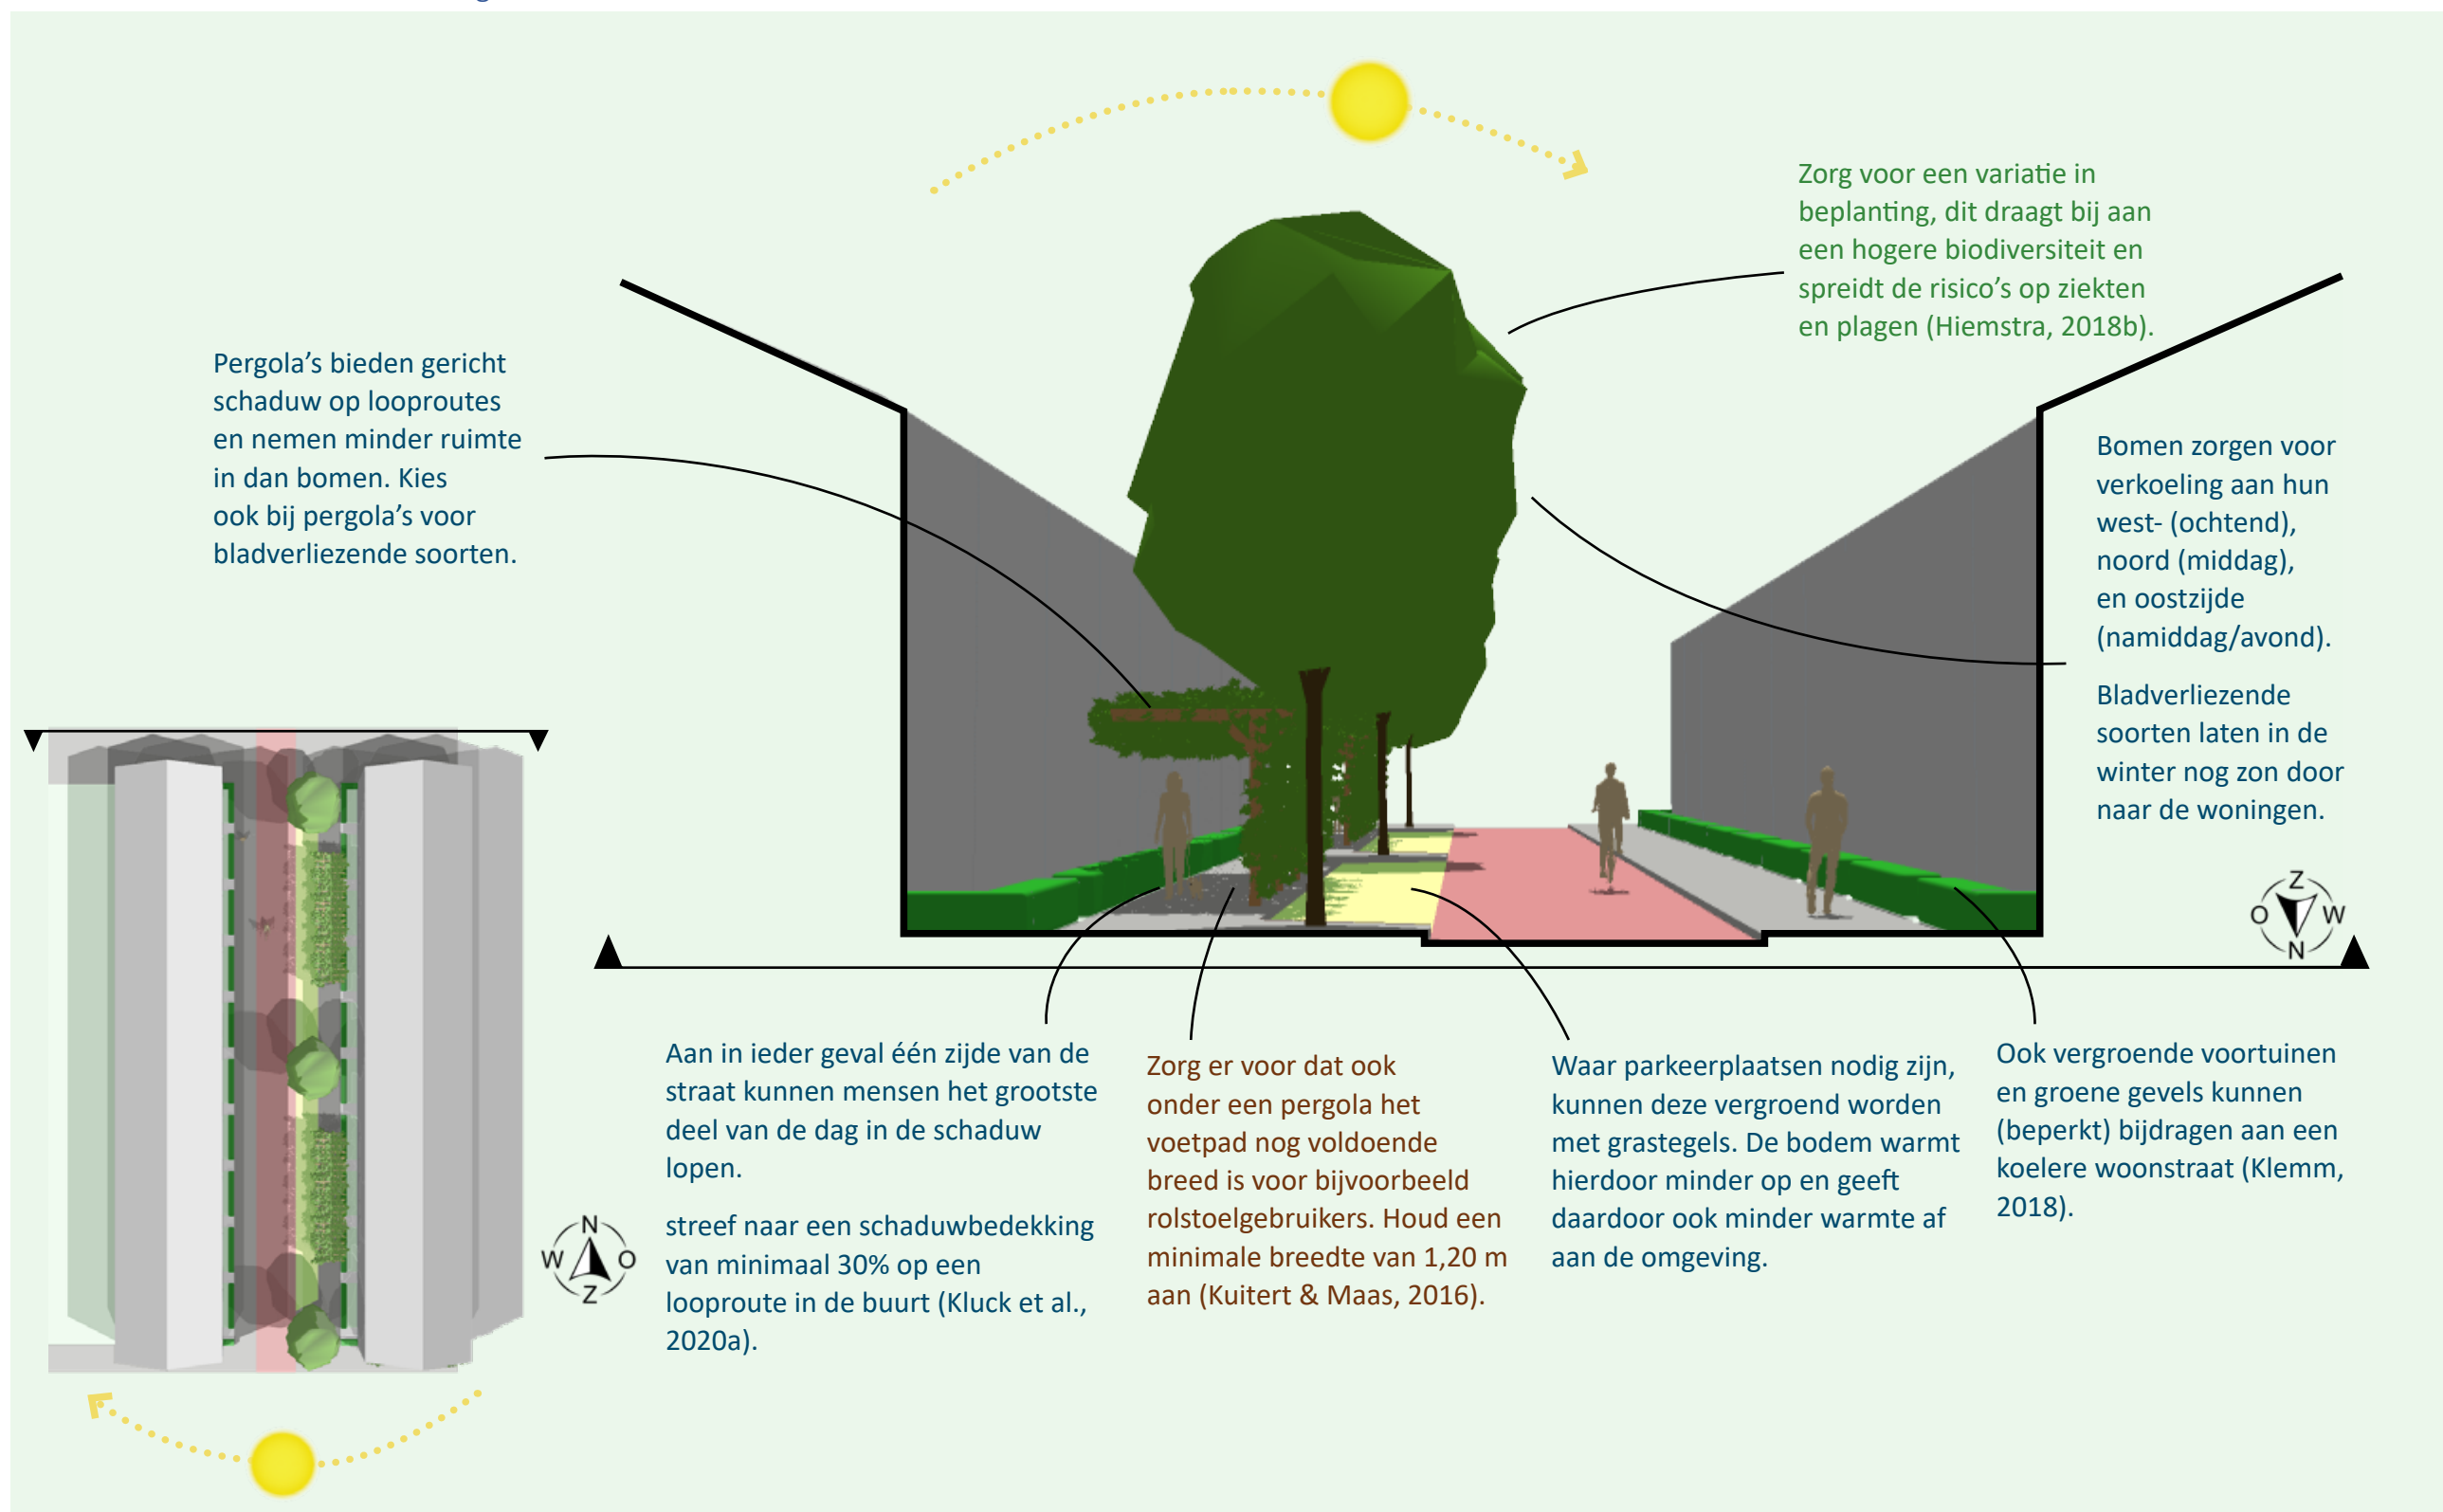 Zorg voor een variatie in
beplanting, dit draagt bij aan
een hogere biodiversiteit en
spreidt de risico's op ziekten
en plagen (Hiemstra, 2018b).
Pergola's bieden gericht
schaduw op looproutes
en nemen minder ruimte
in dan bomen. Kies
ook bij pergola's voor
bladverliezende soorten.
Bomen zorgen voor
verkoeling aan hun
west- (ochtend),
noord (middag),
en oostzijde
(namiddag/avond).
Bladverliezende
soorten laten in de
winter nog zon door
naar de woningen.
Z
O W
N
Aan in ieder geval één zijde van de
straat kunnen mensen het grootste
deel van de dag in de schaduw
lopen.
streef naar een schaduwbedekking
van minimaal 30% op een
looproute in de buurt (Kluck et al.,
2020a).
Zorg er voor dat ook
onder een pergola het
voetpad nog voldoende
breed is voor bijvoorbeeld
rolstoelgebruikers. Houd een
minimale breedte van 1,20 m
aan (Kuitert & Maas, 2016).
Waar parkeerplaatsen nodig zijn,
kunnen deze vergroend worden
met grastegels. De bodem warmt
hierdoor minder op en geeft
daardoor ook minder warmte af
aan de omgeving.
Ook vergroende voortuinen
en groene gevels kunnen
(beperkt) bijdragen aan een
koelere woonstraat (Klemm,
2018).
N
W O
Z